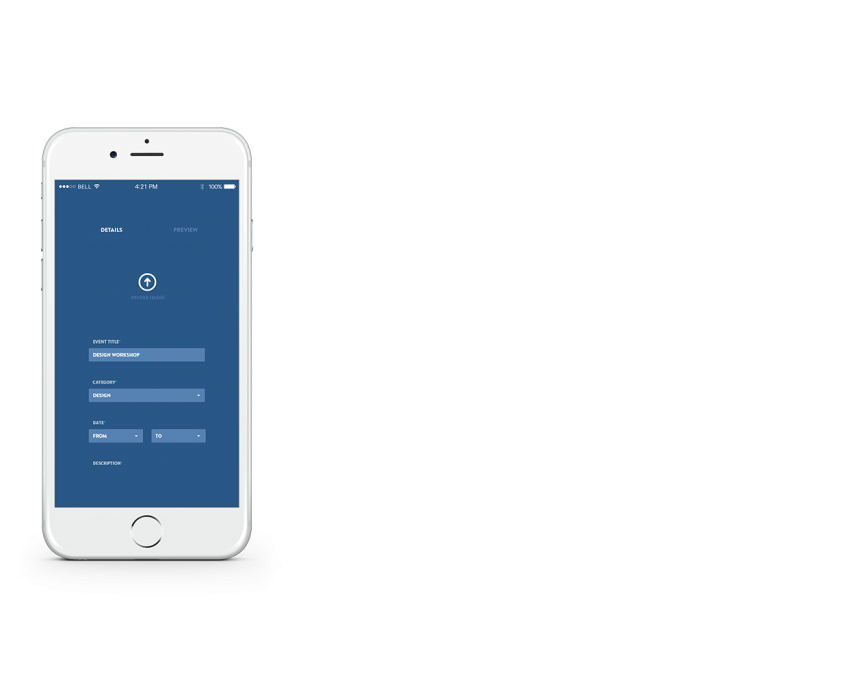 BELL 4:21 PM 100%
DETAILS PREVIEW
UPLOAD IMAGE
EVENT TITLE*
DESIGN WORKSHOP
CATEGORY*
DESIGN
DATE*
FROM TO
DESCRIPTION*